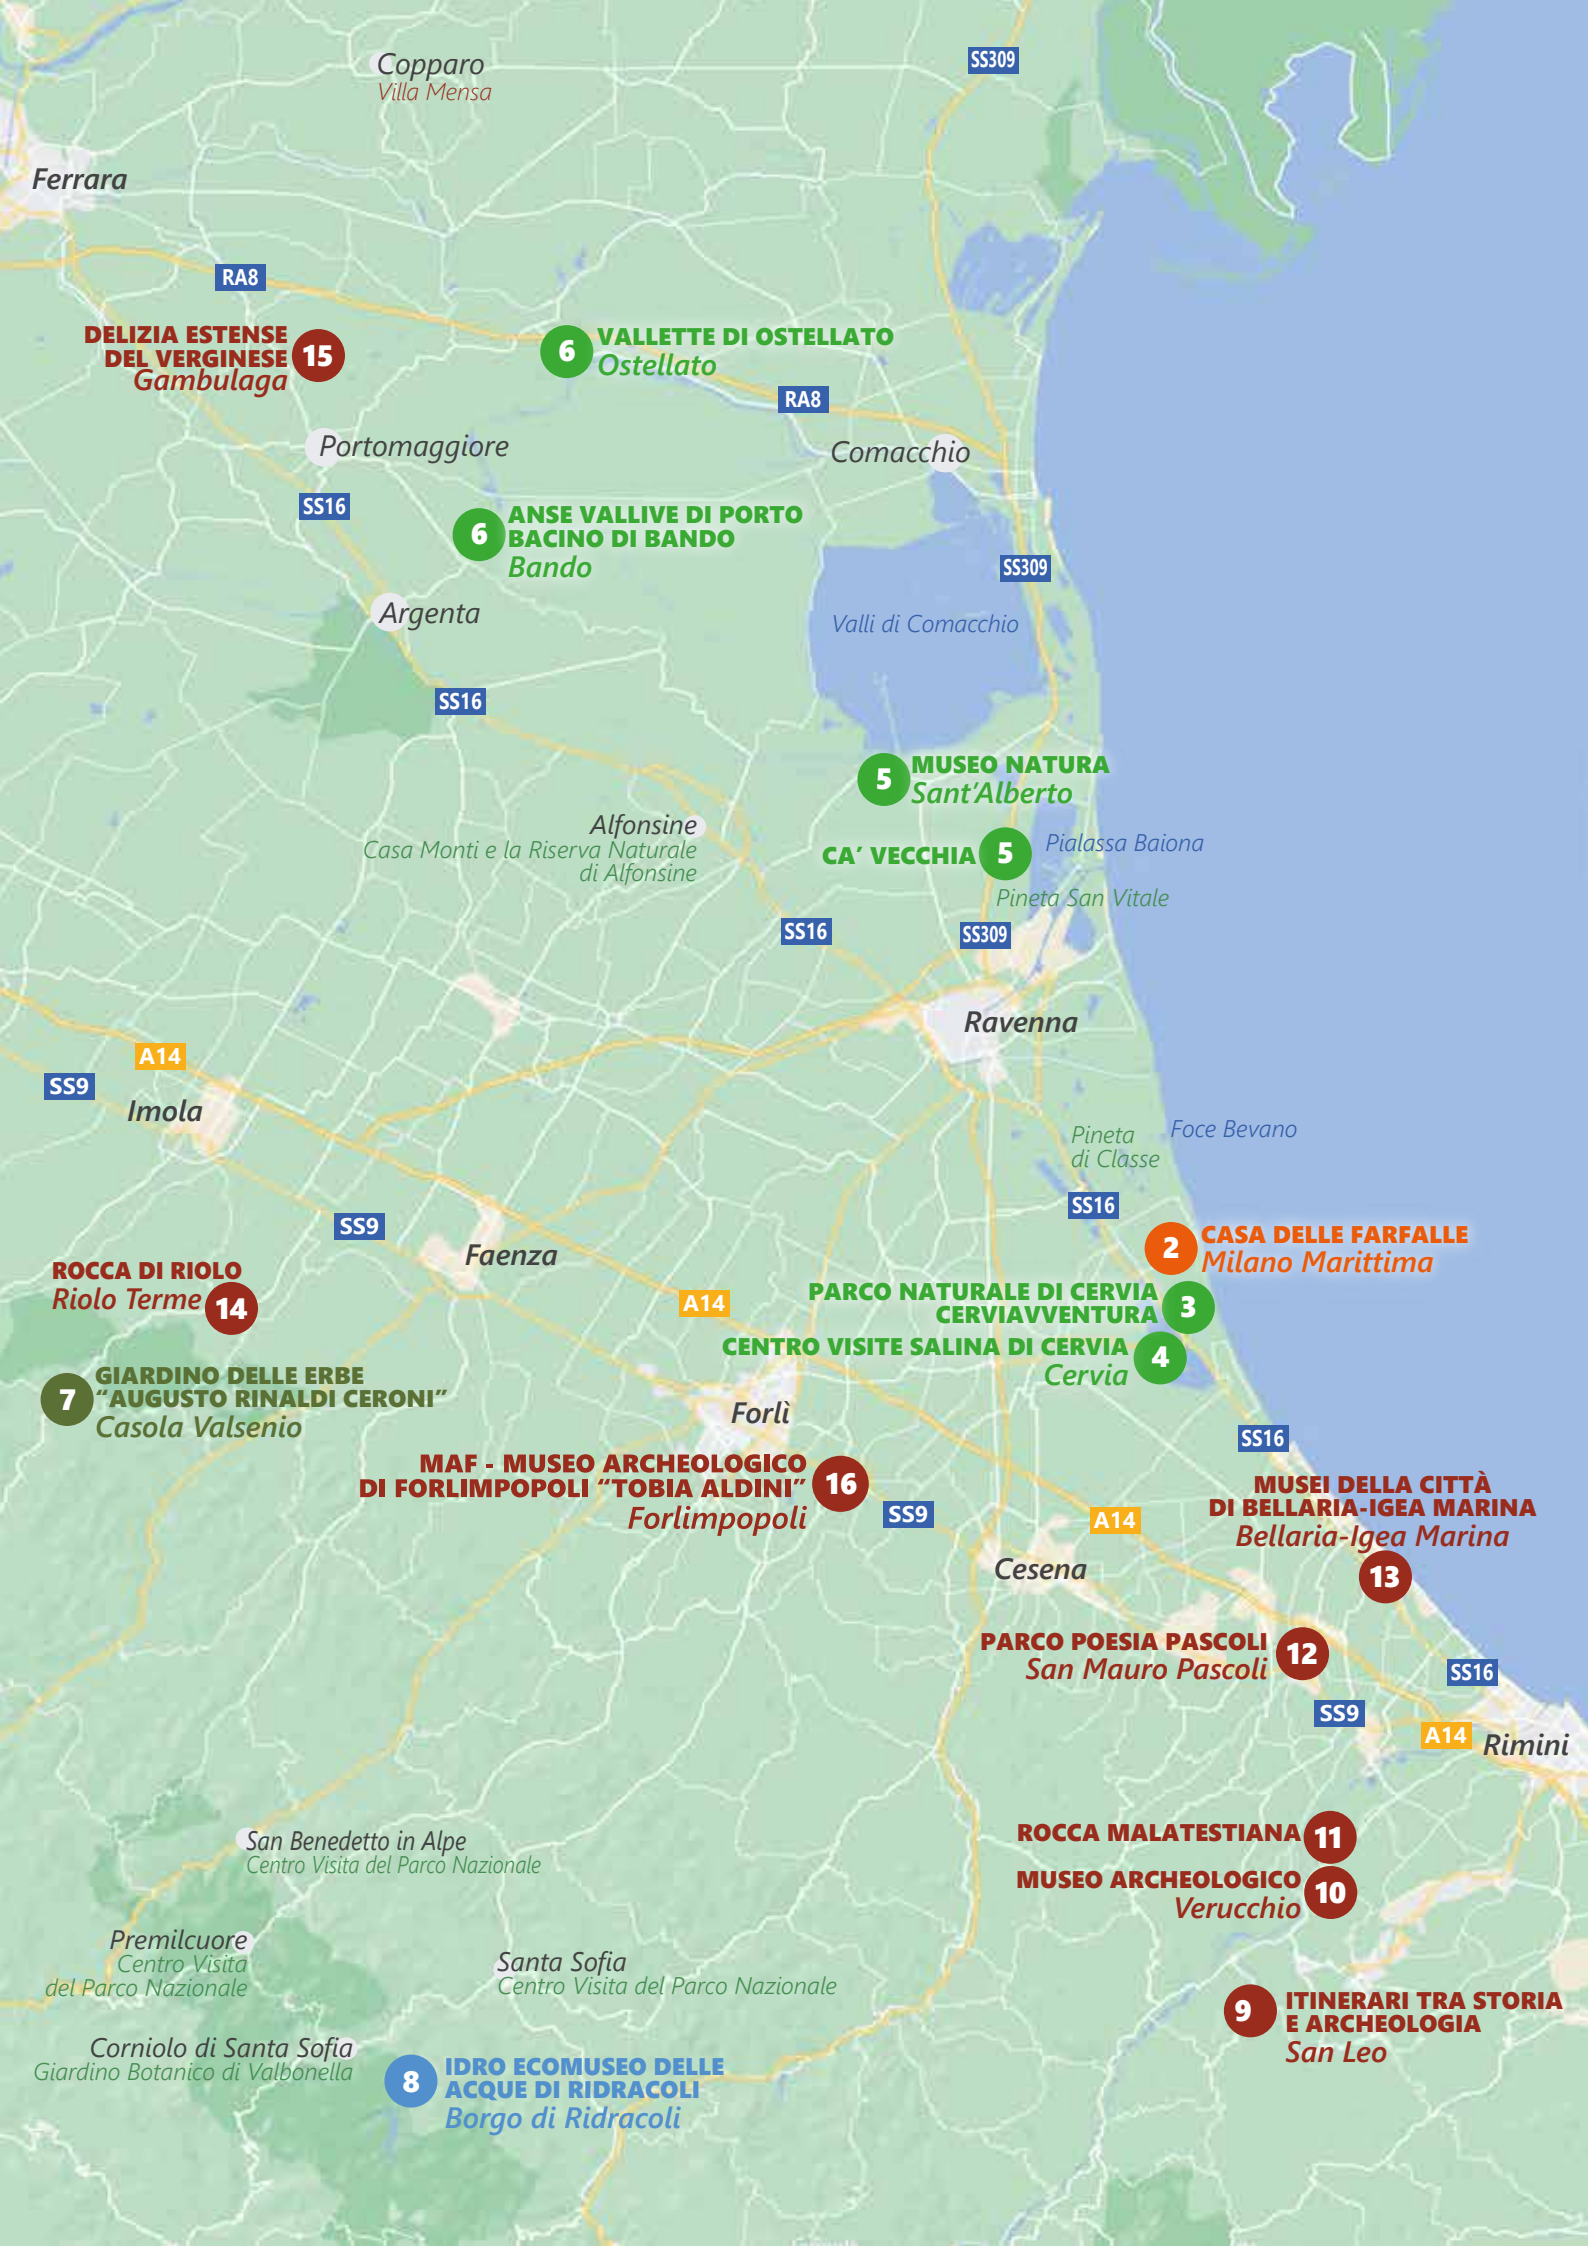 Copparo
Villa Mensa
SS309
Ferrara
RA8
DELIZIA ESTENSE
DEL VERGINESE
Gambulaga
15
6
VALLETTE DI OSTELLATO
Ostellato
RA8
Portomaggiore
Comacchio
SS16
6
ANSE VALLIVE DI PORTO
BACINO DI BANDO
Bando
SS309
Argenta
Valli di Comacchio
SS16
5
MUSEO NATURA
Sant'Alberto
Alfonsine
Casa Monti e la Riserva Naturale
di Alfonsine
CA' VECCHIA
5
Pialassa Baiona
Pineta San Vitale
SS16
SS309
Ravenna
A14
SS9
Imola
Pineta
di Classe
Foce Bevano
SS16
SS9
Faenza
2
CASA DELLE FARFALLE
Milano Marittima
ROCCA DI RIOLO
Riolo Terme
14
A14
PARCO NATURALE DI CERVIA
CERVIAVVENTURA
3
CENTRO VISITE SALINA DI CERVIA
Cervia
4
7
GIARDINO DELLE ERBE
“AUGUSTO RINALDI CERONI”
Casola Valsenio
Forlì
SS16
MAF - MUSEO ARCHEOLOGICO
DI FORLIMPOPOLI “TOBIA ALDINI”
Forlimpopoli
16
SS9
A14
MUSEI DELLA CITTÀ
DI BELLARIA-IGEA MARINA
Bellaria-Igea Marina
13
Cesena
PARCO POESIA PASCOLI
San Mauro Pascoli
12
SS16
SS9
A14
Rimini
San Benedetto in Alpe
Centro Visita del Parco Nazionale
ROCCA MALATESTIANA
11
MUSEO ARCHEOLOGICO
Verucchio
10
Premilcuore
Centro Visita
del Parco Nazionale
Santa Sofia
Centro Visita del Parco Nazionale
9
ITINERARI TRA STORIA
E ARCHEOLOGIA
San Leo
Corniolo di Santa Sofia
Giardino Botanico di Valbonella
8
IDRO ECOMUSEO DELLE
ACQUE DI RIDRACOLI
Borgo di Ridracoli